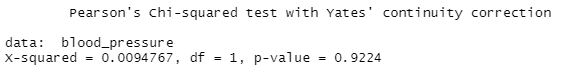 Pearson's Chi-squared test with Yates' continuity correction
data: blood_pressure
X-squared = 0.0094767, df = 1, p-value = 0.9224